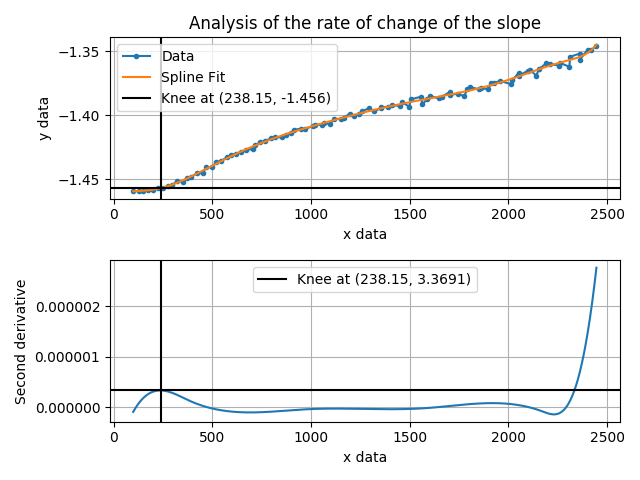 Analysis of the rate of change of the slope
−1.35
−1.40
−1.45
y data
Data
Spline Fit
Knee at (238.15, -1.456)
0 500 1000 1500 2000 2500
x data
Second derivative
0.000002
0.000001
0.000000
Knee at (238.15, 3.3691)
0 500 1000 1500 2000 2500
x data